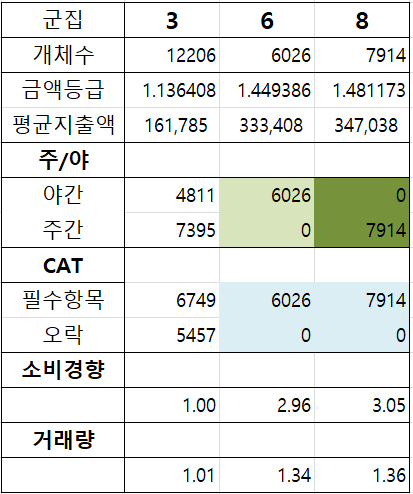 군집 3 6 8
개체수 12206 6026 7914
금액등급 1.136408 1.449386 1.481173
평균지출액 161,785 333,408 347,038
주/야
야간 4811 6026 0
주간 7395 0 7914
CAT
필수항목 6749 6026 7914
오락 5457 0 0
소비경향
1.00 2.96 3.05
거래량
1.01 1.34 1.36